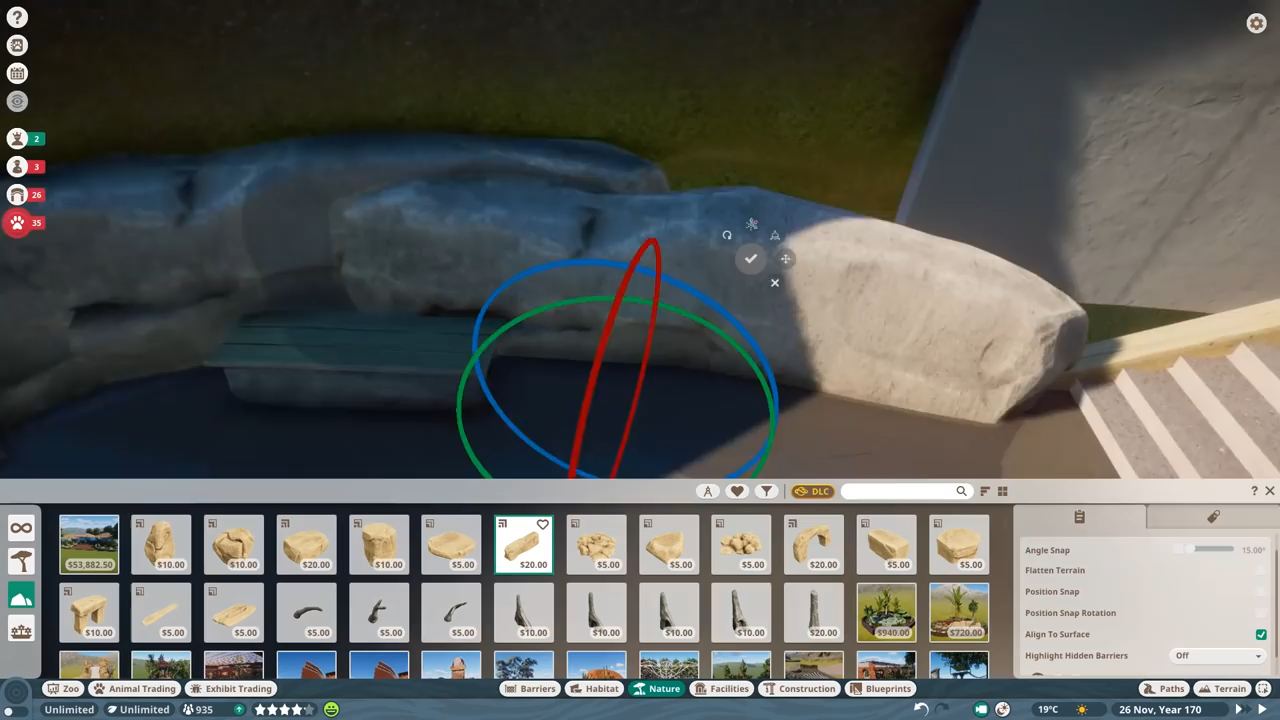 ?
2
3
26
35
DLC
?
$53,882.50
$10.00
$10.00
$20.00
$10.00
$5.00
$20.00
$5.00
$5.00
$5.00
$20.00
$5.00
$5.00
$10.00
$5.00
$5.00
$5.00
$5.00
$5.00
$10.00
$10.00
$10.00
$10.00
$20.00
$940.00
$720.00
Angle Snap
15.00°
Flatten Terrain
Position Snap
Position Snap Rotation
Align To Surface
Highlight Hidden Barriers
Off
Zoo
Animal Trading
Exhibit Trading
Barriers
Habitat
Nature
Facilities
Construction
Blueprints
Paths
Terrain
Unlimited
Unlimited
935
19°C
26 Nov, Year 170